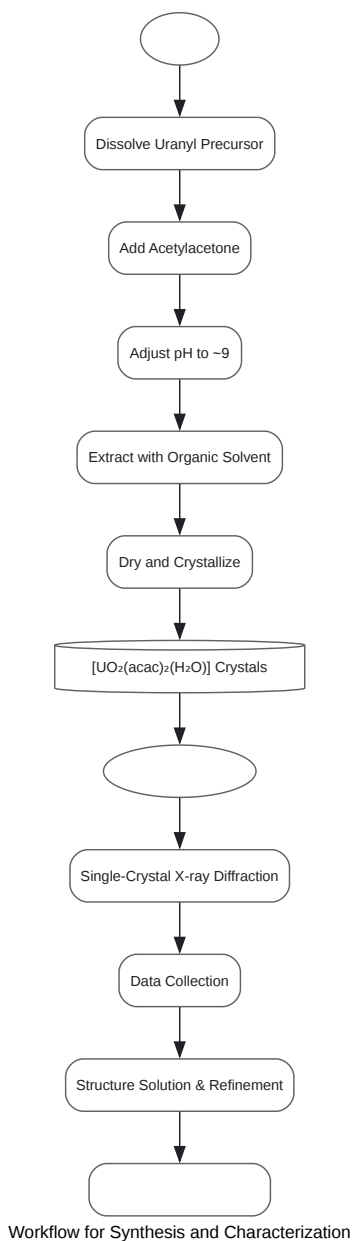 Dissolve Uranyl Precursor
Add Acetylacetone
Adjust pH to ~9
Extract with Organic Solvent
Dry and Crystallize
[UO₂(acac)₂(H₂O)] Crystals
Single-Crystal X-ray Diffraction
Data Collection
Structure Solution & Refinement
Workflow for Synthesis and Characterization